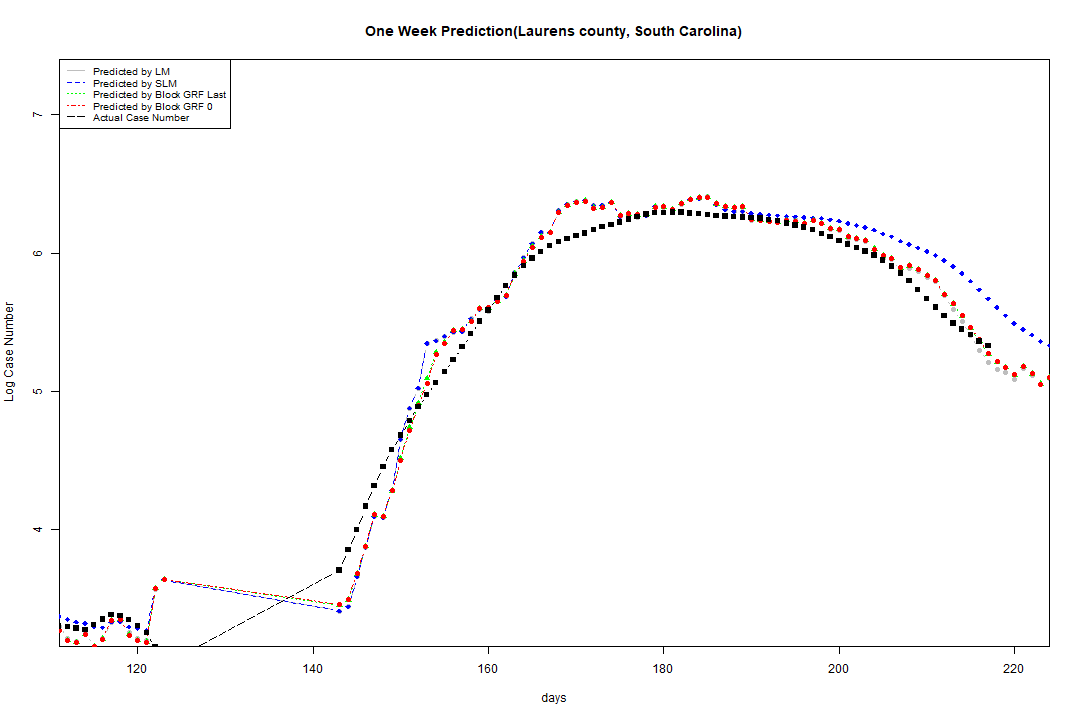 One Week Prediction(Laurens county, South Carolina)
Predicted by LM
Predicted by SLM
Predicted by Block GRF Last
Predicted by Block GRF 0
Actual Case Number
7
6
5
4
Log Case Number
120 140 160 180 200 220
days